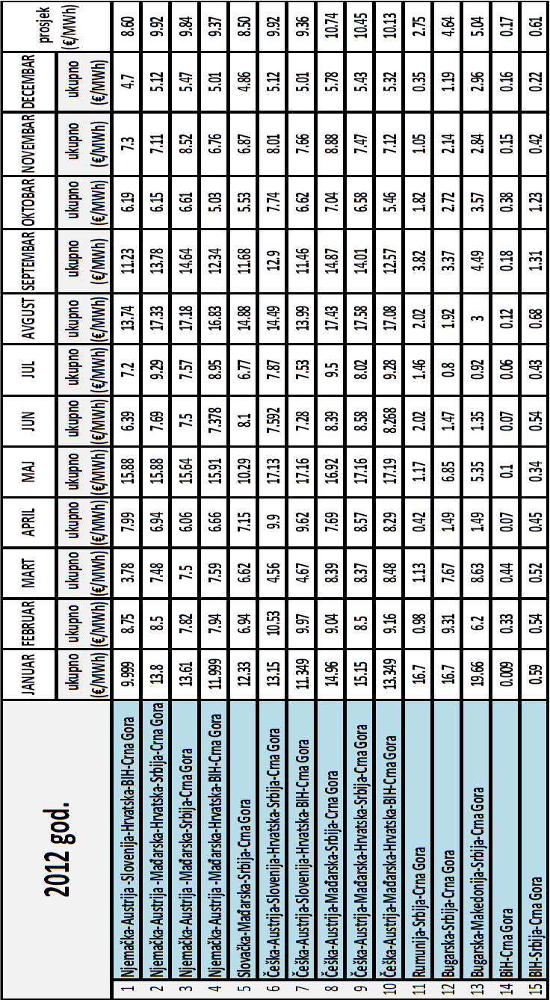 2012 god. JANUAR FEBRUAR MART APRIL MAJ JUN JUL AVGUST SEPTEMBAR OKTOBAR NOVEMBAR DECEMBAR prosjek (€/MWh)
ukupno ukupno ukupno ukupno ukupno ukupno ukupno ukupno ukupno ukupno ukupno ukupno
(€/MWh) (€/MWh) (€/MWh) (€/MWh) (€/MWh) (€/MWh) (€/MWh) (€/MWh) (€/MWh) (€/MWh) (€/MWh) (€/MWh)
1 Njemačka-Austrija -Slovenija-Hrvatska-BIH-Crna Gora 9.999 8.75 3.78 7.99 15.88 6.39 7.2 13.74 11.23 6.19 7.3 4.7 8.60
2 Njemačka-Austrija -Mađarska-Hrvatska-Srbija-Crna Gora 13.8 8.5 7.48 6.94 15.88 7.69 9.29 17.33 13.78 6.15 7.11 5.12 9.92
3 Njemačka-Austrija -Mađarska-Srbija-Crna Gora 13.61 7.82 7.5 6.06 15.64 7.5 7.57 17.18 14.64 6.61 8.52 5.47 9.84
4 Njemačka-Austrija -Mađarska-Hrvatska-BIH-Crna Gora 11.999 7.94 7.59 6.66 15.91 7.378 8.95 16.83 12.34 5.03 6.76 5.01 9.37
5 Slovačka-Mađarska-Srbija-Crna Gora 12.33 6.94 6.62 7.15 10.29 8.1 6.77 14.88 11.68 5.53 6.87 4.86 8.50
6 Češka-Austrija-Slovenija-Hrvatska-Srbija-Crna Gora 13.15 10.53 4.56 9.9 17.13 7.592 7.87 14.49 12.9 7.74 8.01 5.12 9.92
7 Češka-Austrija-Slovenija-Hrvatska-BIH-Crna Gora 11.349 9.97 4.67 9.62 17.16 7.28 7.53 13.99 11.46 6.62 7.66 5.01 9.36
8 Češka-Austrija-Mađarska-Srbija-Crna Gora 14.96 9.04 8.39 7.69 16.92 8.39 9.5 17.43 14.87 7.04 8.88 5.78 10.74
9 Češka-Austrija-Mađarska-Hrvatska-Srbija-Crna Gora 15.15 8.5 8.37 8.57 17.16 8.58 8.02 17.58 14.01 6.58 7.47 5.43 10.45
10 Češka-Austrija-Mađarska-Hrvatska-BIH-Crna Gora 13.349 9.16 8.48 8.29 17.19 8.268 9.28 17.08 12.57 5.46 7.12 5.32 10.13
11 Rumunija-Srbija-Crna Gora 16.7 0.98 1.13 0.42 1.17 2.02 1.46 2.02 3.82 1.82 1.05 0.35 2.75
12 Bugarska-Srbija-Crna Gora 16.7 9.31 7.67 1.49 6.85 1.47 0.8 1.92 3.37 2.72 2.14 1.19 4.64
13 Bugarska-Makedonija-Srbija-Crna Gora 19.66 6.2 8.63 1.49 5.35 1.35 0.92 3 4.49 3.57 2.84 2.96 5.04
14 BiH-Crna Gora 0.009 0.33 0.44 0.07 0.1 0.07 0.06 0.12 0.18 0.38 0.15 0.16 0.17
15 BIH-Srbija-Crna Gora 0.59 0.54 0.52 0.45 0.34 0.54 0.43 0.68 1.31 1.23 0.42 0.22 0.61